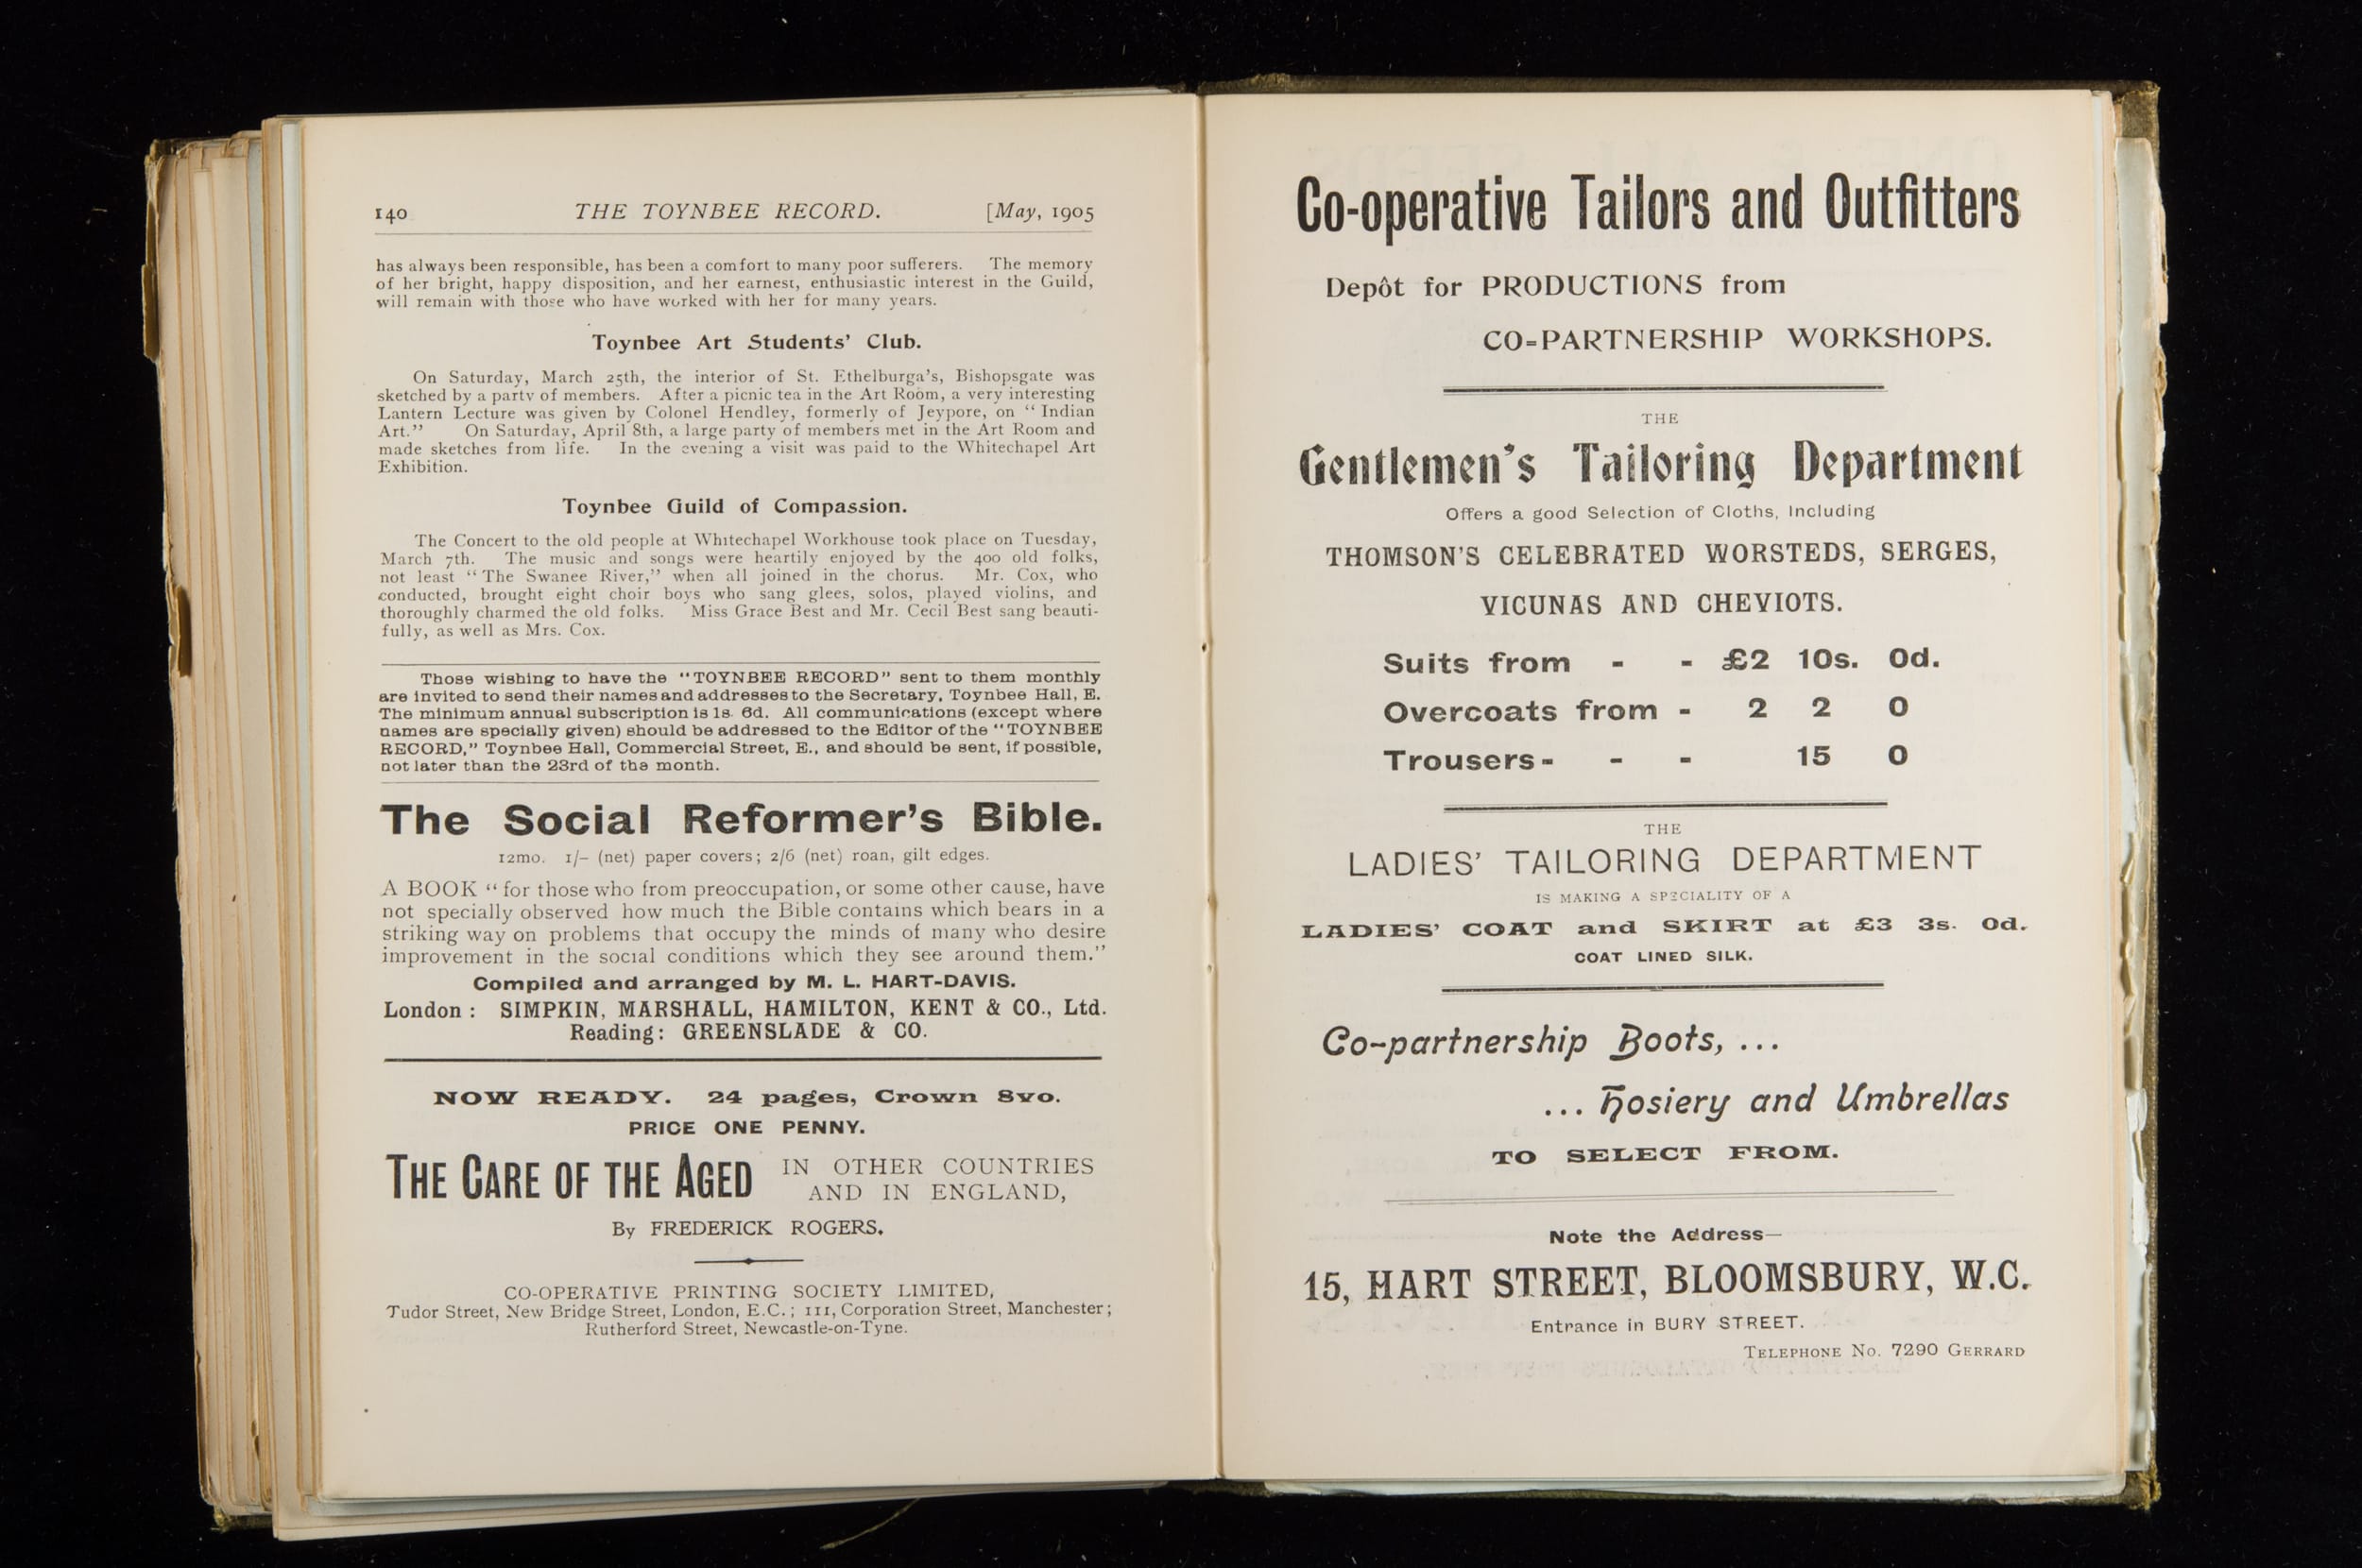 140 THE TOYNBEE RECORD. [May, 1905
has always been responsible, has been a comfort to many poor sufferers. The memory
of her bright, happy disposition, and her earnest, enthusiastic interest in the Guild,
will remain with those who have worked with her for many years.
Toynbee Art Students' Club.
On Saturday, March 25th, the interior of St. Ethelburga's, Bishopsgate was
sketched by a party of members. After a picnic tea in the Art Room, a very interesting
Lantern Lecture was given by Colonel Hendley, formerly of Jeypore, on "Indian
Art." On Saturday, April 8th, a large party of members met in the Art Room and
made sketches from life. In the evening a visit was paid to the Whitechapel Art
Exhibition.
Toynbee Guild of Compassion.
The Concert to the old people at Whitechapel Workhouse took place on Tuesday,
March 7th. The music and songs were heartily enjoyed by the 400 old folks,
not least "The Swanee River," when all joined in the chorus. Mr. Cox, who
conducted, brought eight choir boys who sang glees, solos, played violins, and
thoroughly charmed the old folks. Miss Grace Best and Mr. Cecil Best sang beauti-
fully, as well as Mrs. Cox.
Those wishing to have the "TOYNBEE RECORD" sent to them monthly
are invited to send their names and addresses to the Secretary, Toynbee Hall, E.
The minimum annual subscription is 1s. 6d. All communications (except where
names are specially given) should be addressed to the Editor of the "TOYNBEE
RECORD," Toynbee Hall, Commercial Street, E., and should be sent, if possible,
not later than the 23rd of the month.
The Social Reformer's Bible.
12mo. 1/- (net) paper covers; 2/6 (net) roan, gilt edges.
A BOOK "for those who from preoccupation, or some other cause, have
not specially observed how much the Bible contains which bears in a
striking way on problems that occupy the minds of many who desire
improvement in the social conditions which they see around them."
Compiled and arranged by M. L. HART-DAVIS.
London: SIMPKIN, MARSHALL, HAMILTON, KENT & CO., Ltd.
Reading: GREENSLADE & CO.
NOW READY. 24 pages, Crown 8vo.
PRICE ONE PENNY.
THE CARE OF THE AGED IN OTHER COUNTRIES
AND IN ENGLAND,
By FREDERICK ROGERS.
CO-OPERATIVE PRINTING SOCIETY LIMITED,
Tudor Street, New Bridge Street, London, E.C.; 111, Corporation Street, Manchester;
Rutherford Street, Newcastle-on-Tyne.
Co-operative Tailors and Outfitters
Depôt for PRODUCTIONS from
CO-PARTNERSHIP WORKSHOPS.
THE
Gentlemen's Tailoring Department
Offers a good Selection of Cloths, Including
THOMSON'S CELEBRATED WORSTEDS, SERGES,
VICUNAS AND CHEVIOTS.
Suits from - - £2 10s. 0d.
Overcoats from - 2 2 0
Trousers - - - 15 0
THE
LADIES' TAILORING DEPARTMENT
IS MAKING A SPECIALITY OF A
LADIES' COAT and SKIRT at £3 3s. 0d.
COAT LINED SILK.
Co-partnership Boots, ...
... Hosiery and Umbrellas
TO SELECT FROM.
Note the Address—
15, HART STREET, BLOOMSBURY, W.C.
Entrance in BURY STREET.
TELEPHONE No. 7290 GERRARD